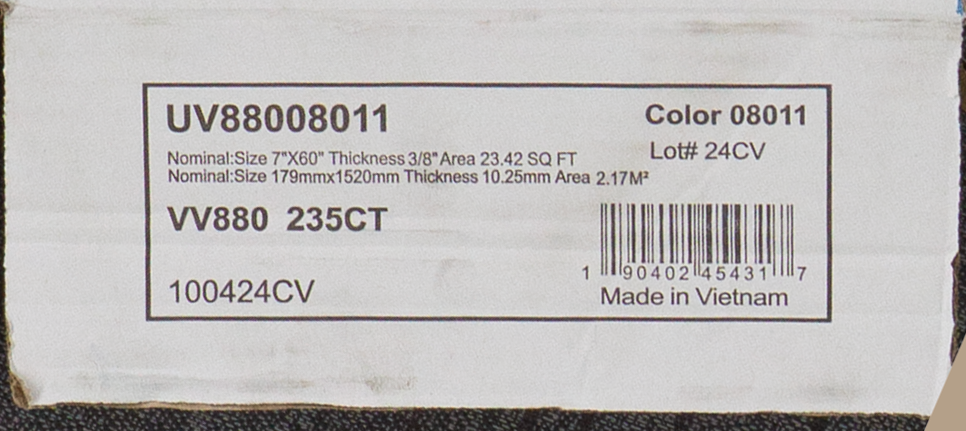 UV88008011
Color 08011
Nominal:Size 7"X60" Thickness 3/8" Area 23.42 SQ FT
Lot# 24CV
Nominal:Size 179mmx1520mm Thickness 10.25mm Area 2.17M²
VV880 235CT
1 90402 45431 7
100424CV
Made in Vietnam